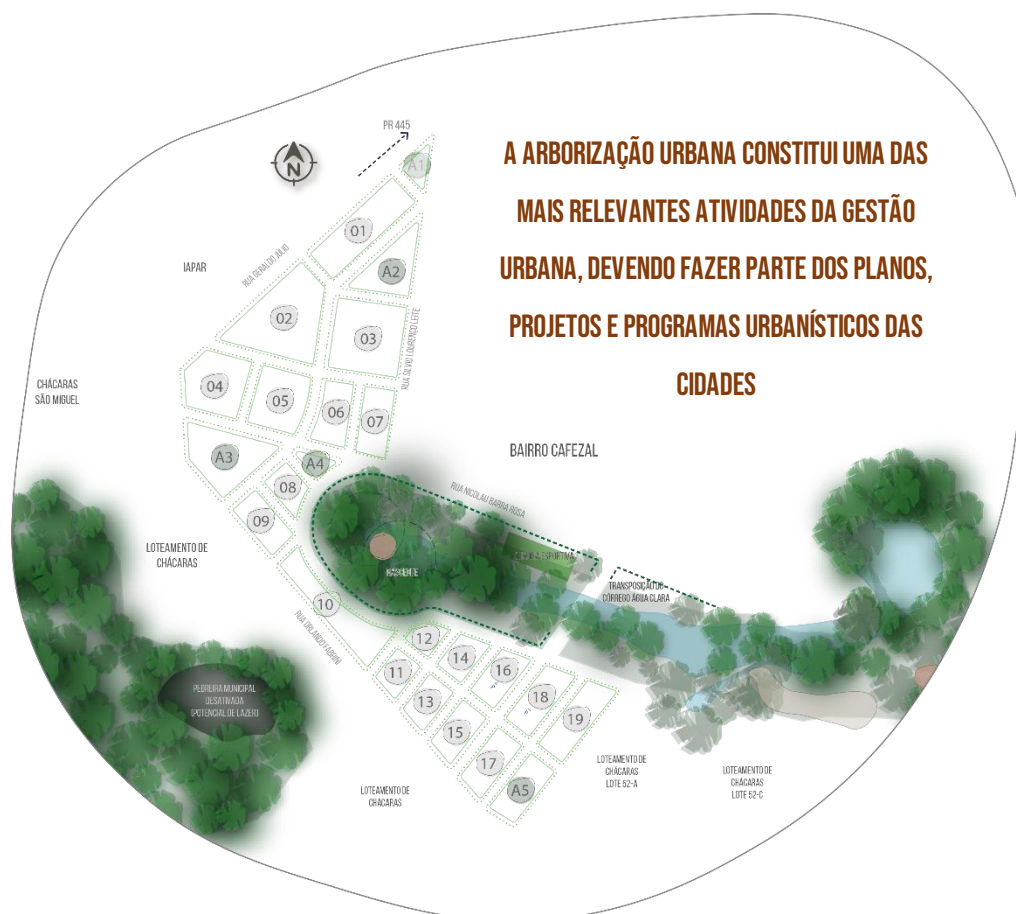 PR 445
N
A1
A ARBORIZAÇÃO URBANA CONSTITUI UMA DAS
MAIS RELEVANTES ATIVIDADES DA GESTÃO
URBANA, DEVENDO FAZER PARTE DOS PLANOS,
PROJETOS E PROGRAMAS URBANÍSTICOS DAS
CIDADES
01
IAPAR
RUA GERALDO JÚLIO
A2
02
03
RUA SILVIO LOURENÇO LEITE
CHÁCARAS
SÃO MIGUEL
04
05
06
07
BAIRRO CAFEZAL
A3
A4
08
09
RUA NICOLAU BARRA ROSA
LOTEAMENTO DE
CHÁCARAS
ESPORTIVA
NASCENTE
TRANSPOSIÇÃO DO
CÓRREGO ÁGUA CLARA
10
RUA ORLANDO FABRINI
12
11
14
16
13
18
15
19
17
A5
PEDREIRA MUNICIPAL
DESATIVADA
(POTENCIAL DE LAZER)
LOTEAMENTO DE
CHÁCARAS
LOTEAMENTO DE
CHÁCARAS
LOTE 52-A
LOTEAMENTO DE
CHÁCARAS
LOTE 52-C